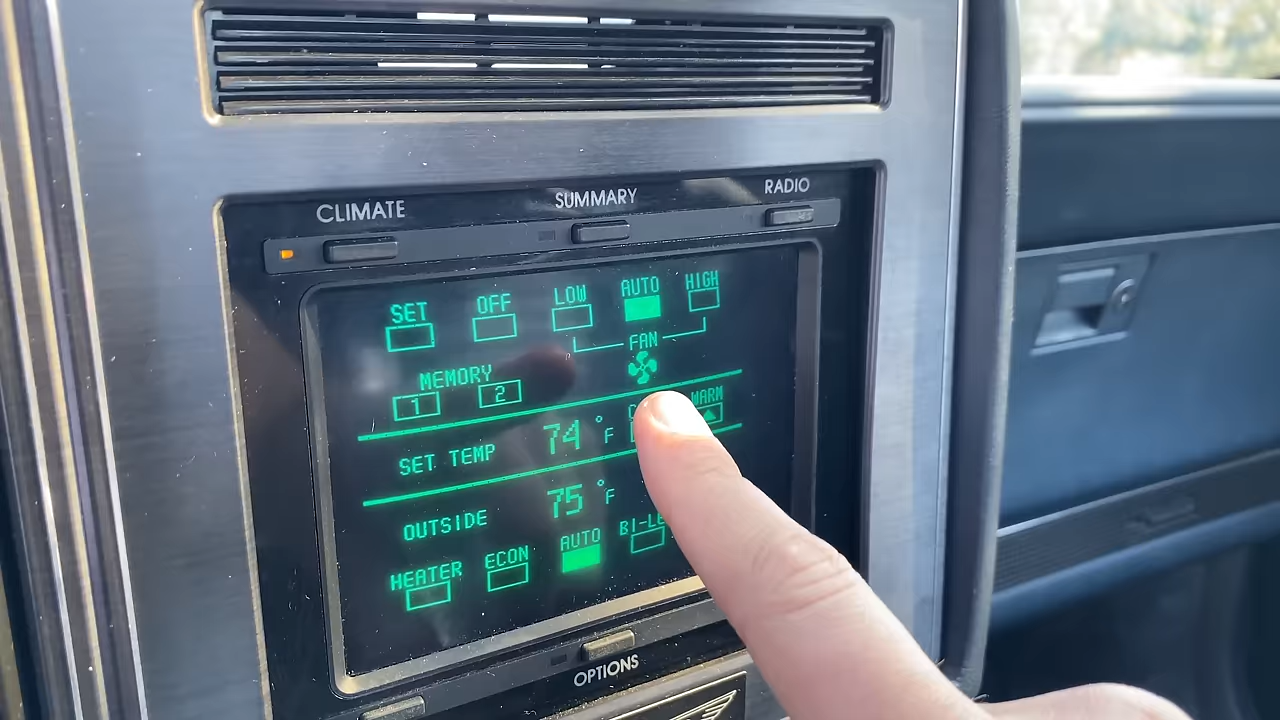 CLIMATE SUMMARY RADIO
SET OFF LOW AUTO HIGH
FAN
MEMORY
1 2
WARM
SET TEMP 74 °F
OUTSIDE 75 °F
HEATER ECON AUTO
OPTIONS